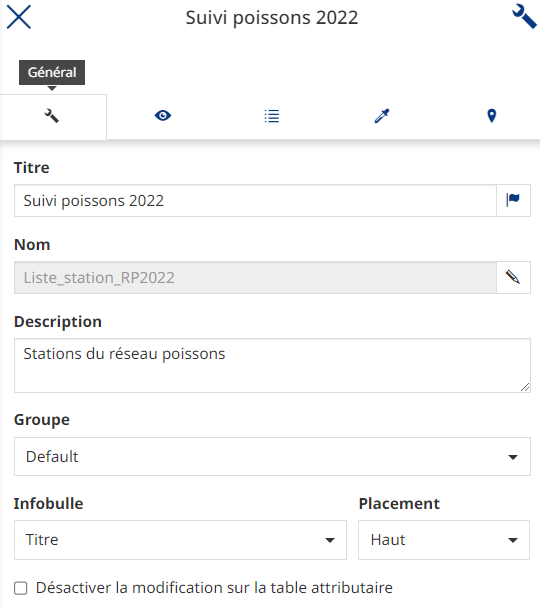 Suivi poissons 2022
Général
Titre
Suivi poissons 2022
Nom
Liste_station_RP2022
Description
Stations du réseau poissons
Groupe
Default
Infobulle Placement
Titre Haut
Désactiver la modification sur la table attributaire